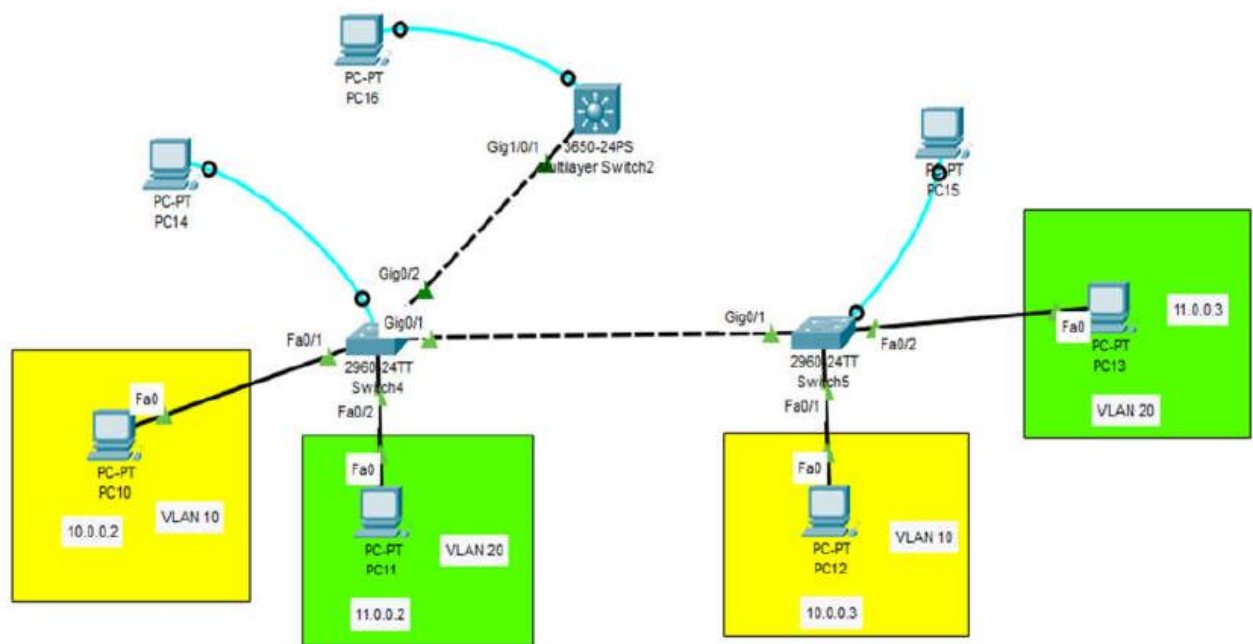 PC-PT
PC16
Gig1/0/1
3650-24PS
Multilayer Switch2
PC-PT
PC15
PC-PT
PC14
Gig0/2
Gig0/1
Fa0/1
2960-24TT
Switch4
Fa0/2
Gig0/1
2960-24TT
Switch5
Fa0/2
Fa0/1
Fa0
PC-PT
PC13
11.0.0.3
VLAN 20
Fa0
PC-PT
PC10
10.0.0.2
VLAN 10
Fa0
PC-PT
PC11
VLAN 20
11.0.0.2
Fa0
PC-PT
PC12
VLAN 10
10.0.0.3